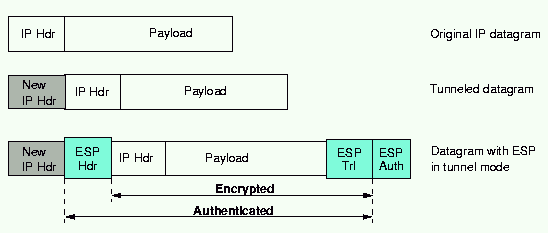 IP Hdr Payload Original IP datagram
New
IP Hdr IP Hdr Payload Tunneled datagram
New ESP ESP ESP Datagram with ESP
IP Hdr Hdr IP Hdr Payload Trl Auth in tunnel mode
Encrypted
Authenticated